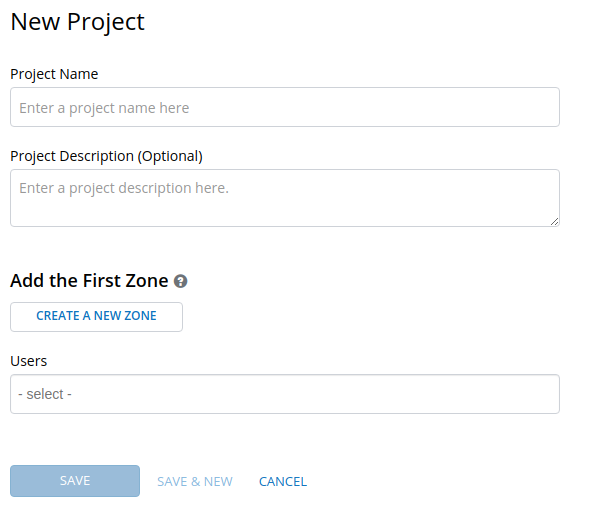 New Project
Project Name
Enter a project name here
Project Description (Optional)
Enter a project description here.
Add the First Zone ?
CREATE A NEW ZONE
Users
- select -
SAVE SAVE & NEW CANCEL